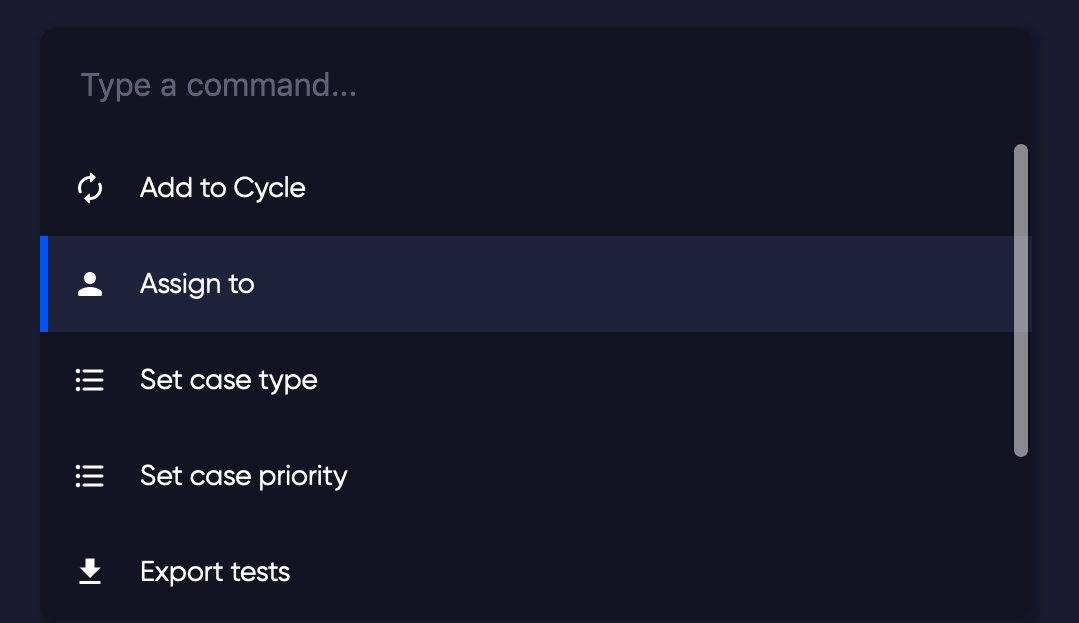 Type a command...
Add to Cycle
Assign to
Set case type
Set case priority
Export tests